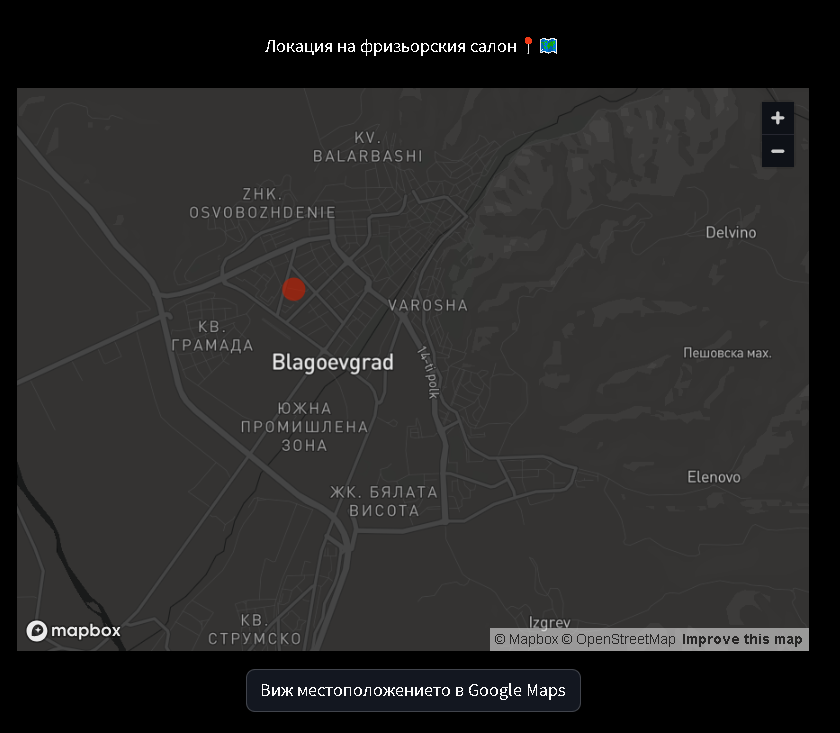 Локация на фризьорския салон📍🗺️
+
−
KV.
BALARBASHI
ZHK.
OSVOBOZHDENIE
Delvino
VAROSHA
КВ.
ГРАМАДА
Пешовска мах.
Blagoevgrad
14-ti polk
ЮЖНА
ПРОМИШЛЕНА
ЗОНА
Elenovo
ЖК. БЯЛАТА
ВИСОТА
КВ.
СТРУМСКО
Izgrev
mapbox
© Mapbox © OpenStreetMap Improve this map
Виж местоположението в Google Maps